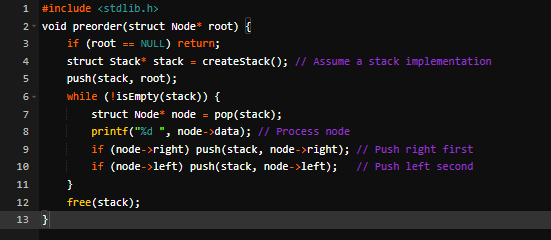 1 #include <stdlib.h>
2 void preorder(struct Node* root) {
3 if (root == NULL) return;
4 struct Stack* stack = createStack(); // Assume a stack implementation
5 push(stack, root);
6 while (!isEmpty(stack)) {
7 struct Node* node = pop(stack);
8 printf("%d ", node->data); // Process node
9 if (node->right) push(stack, node->right); // Push right first
10 if (node->left) push(stack, node->left);   // Push left second
11 }
12 free(stack);
13 }